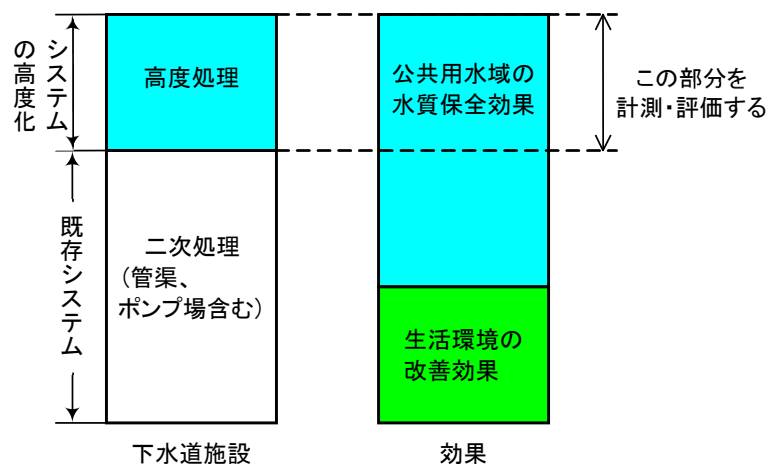 システム
の高度化
高度処理
公共用水域の
水質保全効果
この部分を
計測・評価する
既存システム
二次処理
(管渠、
ポンプ場含む)
生活環境の
改善効果
下水道施設
効果